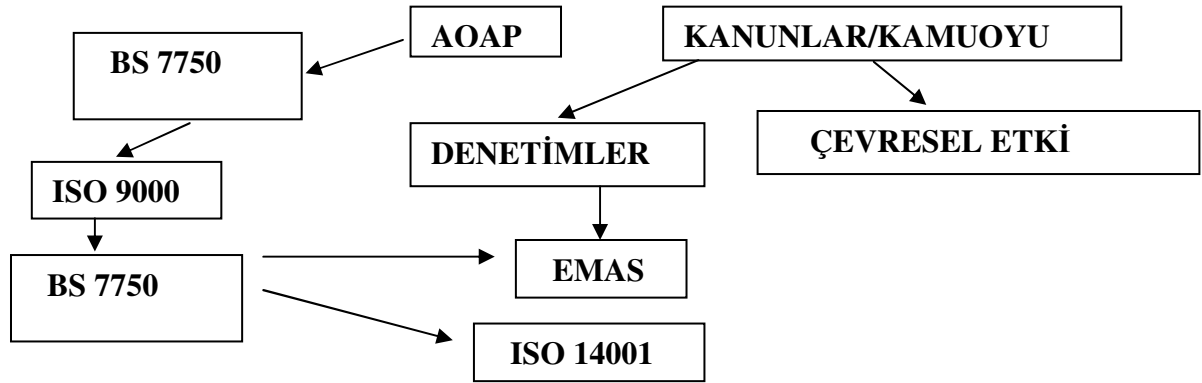 AOAP
KANUNLAR/KAMUOYU
BS 7750
DENETİMLER
ÇEVRESEL ETKİ
ISO 9000
BS 7750
EMAS
ISO 14001